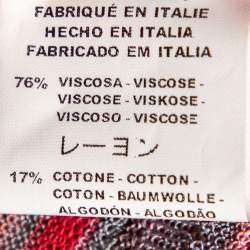 FABRIQUÉ EN ITALIE
HECHO EN ITALIA
FABRICADO EM ITALIA
76% VISCOSA - VISCOSE -
VISCOSE - VISKOSE -
VISCOSO - VISCOSE
レーヨン
17% COTONE - COTTON -
COTON - BAUMWOLLE -
ALGODÓN - ALGODÃO